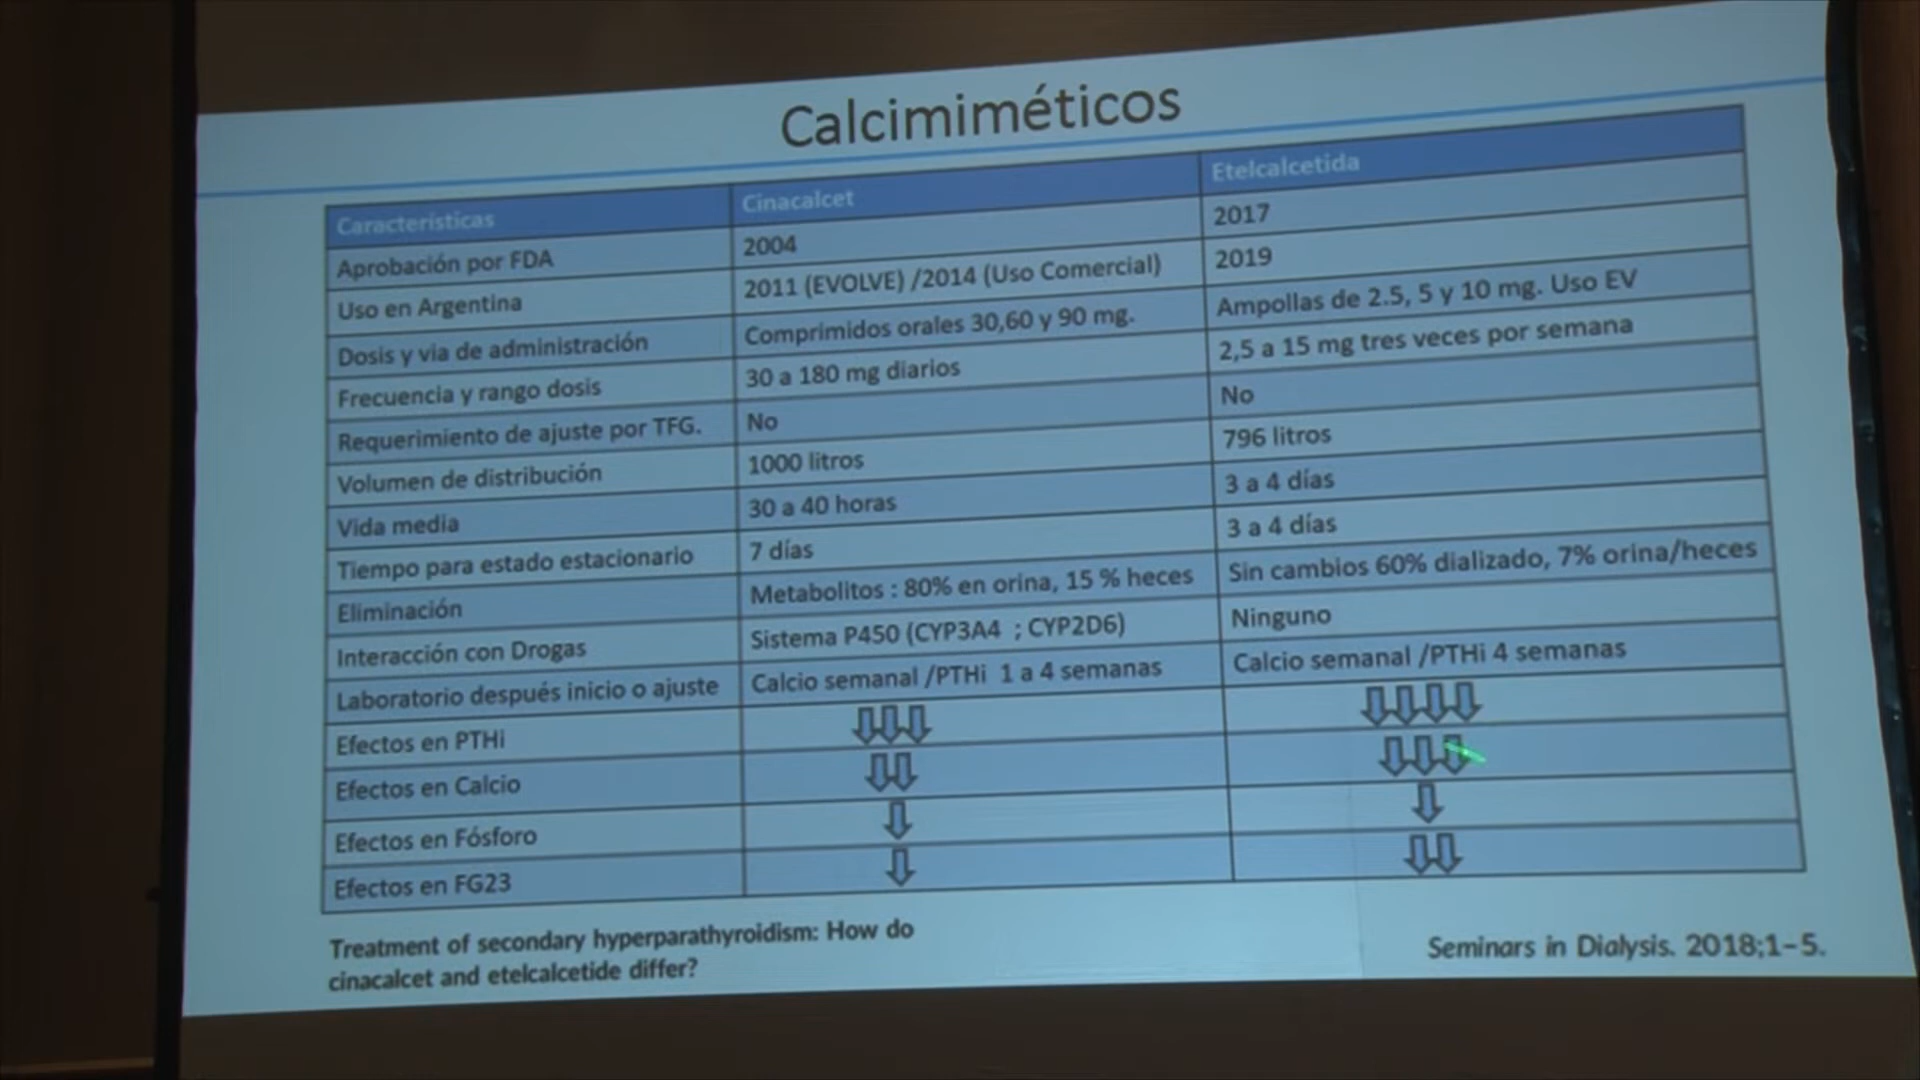 Calcimiméticos
Características Cinacalcet Etelcalcetida
Aprobación por FDA 2004 2017
Uso en Argentina 2011 (EVOLVE) /2014 (Uso Comercial) 2019
Dosis y via de administración Comprimidos orales 30,60 y 90 mg. Ampollas de 2.5, 5 y 10 mg. Uso EV
Frecuencia y rango dosis 30 a 180 mg diarios 2,5 a 15 mg tres veces por semana
Requerimiento de ajuste por TFG. No No
Volumen de distribución 1000 litros 796 litros
Vida media 30 a 40 horas 3 a 4 días
Tiempo para estado estacionario 7 días 3 a 4 días
Eliminación Metabolitos : 80% en orina, 15 % heces Sin cambios 60% dializado, 7% orina/heces
Interacción con Drogas Sistema P450 (CYP3A4 ; CYP2D6) Ninguno
Laboratorio después inicio o ajuste Calcio semanal /PTHi 1 a 4 semanas Calcio semanal /PTHi 4 semanas
Efectos en PTHi
Efectos en Calcio
Efectos en Fósforo
Efectos en FG23
Treatment of secondary hyperparathyroidism: How do
cinacalcet and etelcalcetide differ?
Seminars in Dialysis. 2018;1–5.